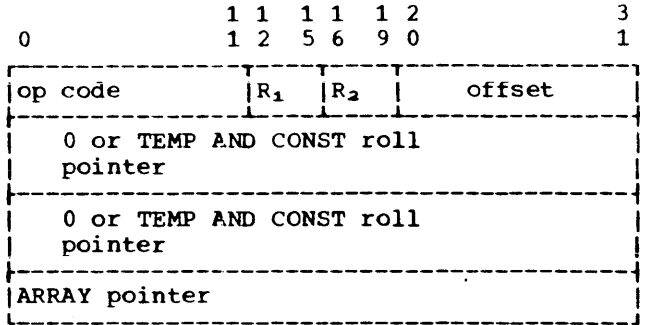 1 1 1 1 1 2 3
0 1 2 5 6 9 0 1
op code R₁ R₂ offset
0 or TEMP AND CONST roll
pointer
0 or TEMP AND CONST roll
pointer
ARRAY pointer